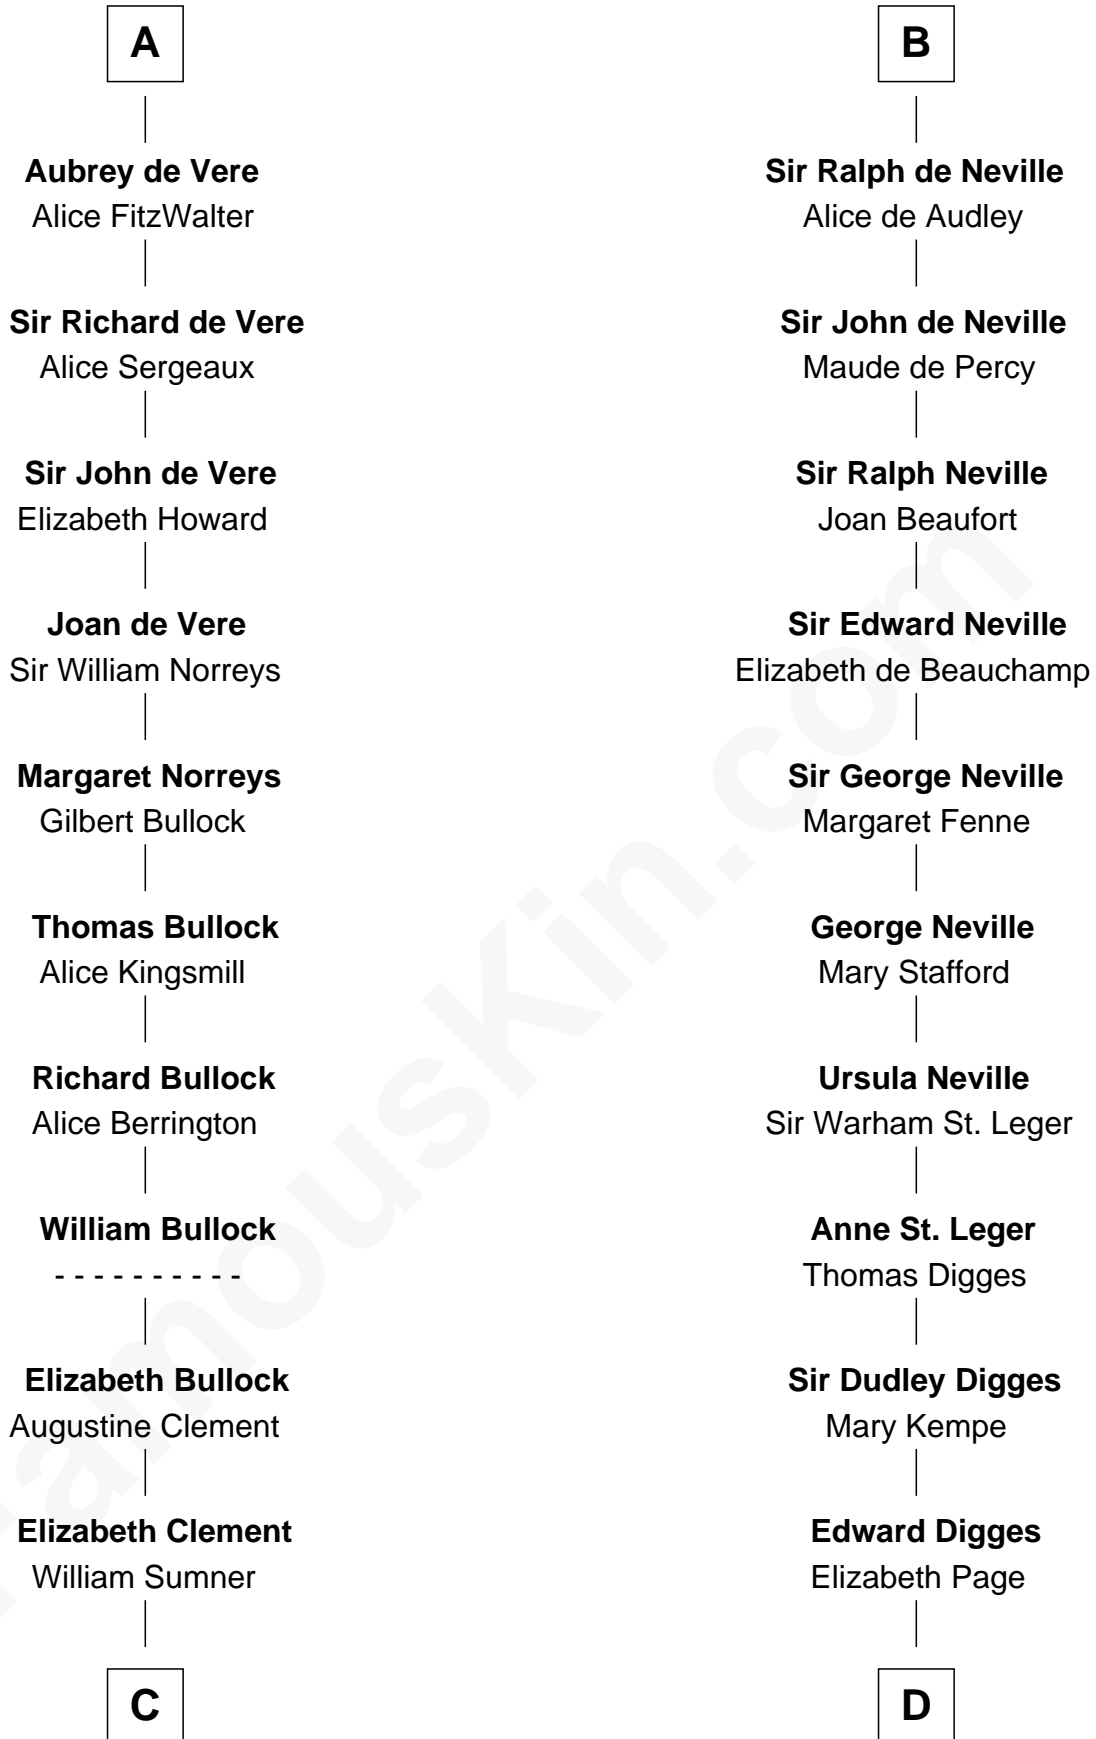 A
Aubrey de Vere
Alice FitzWalter
Sir Richard de Vere
Alice Sergeaux
Sir John de Vere
Elizabeth Howard
Joan de Vere
Sir William Norreys
Margaret Norreys
Gilbert Bullock
Thomas Bullock
Alice Kingsmill
Richard Bullock
Alice Berrington
William Bullock
- - - - - - - - - -
Elizabeth Bullock
Augustine Clement
Elizabeth Clement
William Sumner
C
B
Sir Ralph de Neville
Alice de Audley
Sir John de Neville
Maude de Percy
Sir Ralph Neville
Joan Beaufort
Sir Edward Neville
Elizabeth de Beauchamp
Sir George Neville
Margaret Fenne
George Neville
Mary Stafford
Ursula Neville
Sir Warham St. Leger
Anne St. Leger
Thomas Digges
Sir Dudley Digges
Mary Kempe
Edward Digges
Elizabeth Page
D
FamousKin.com